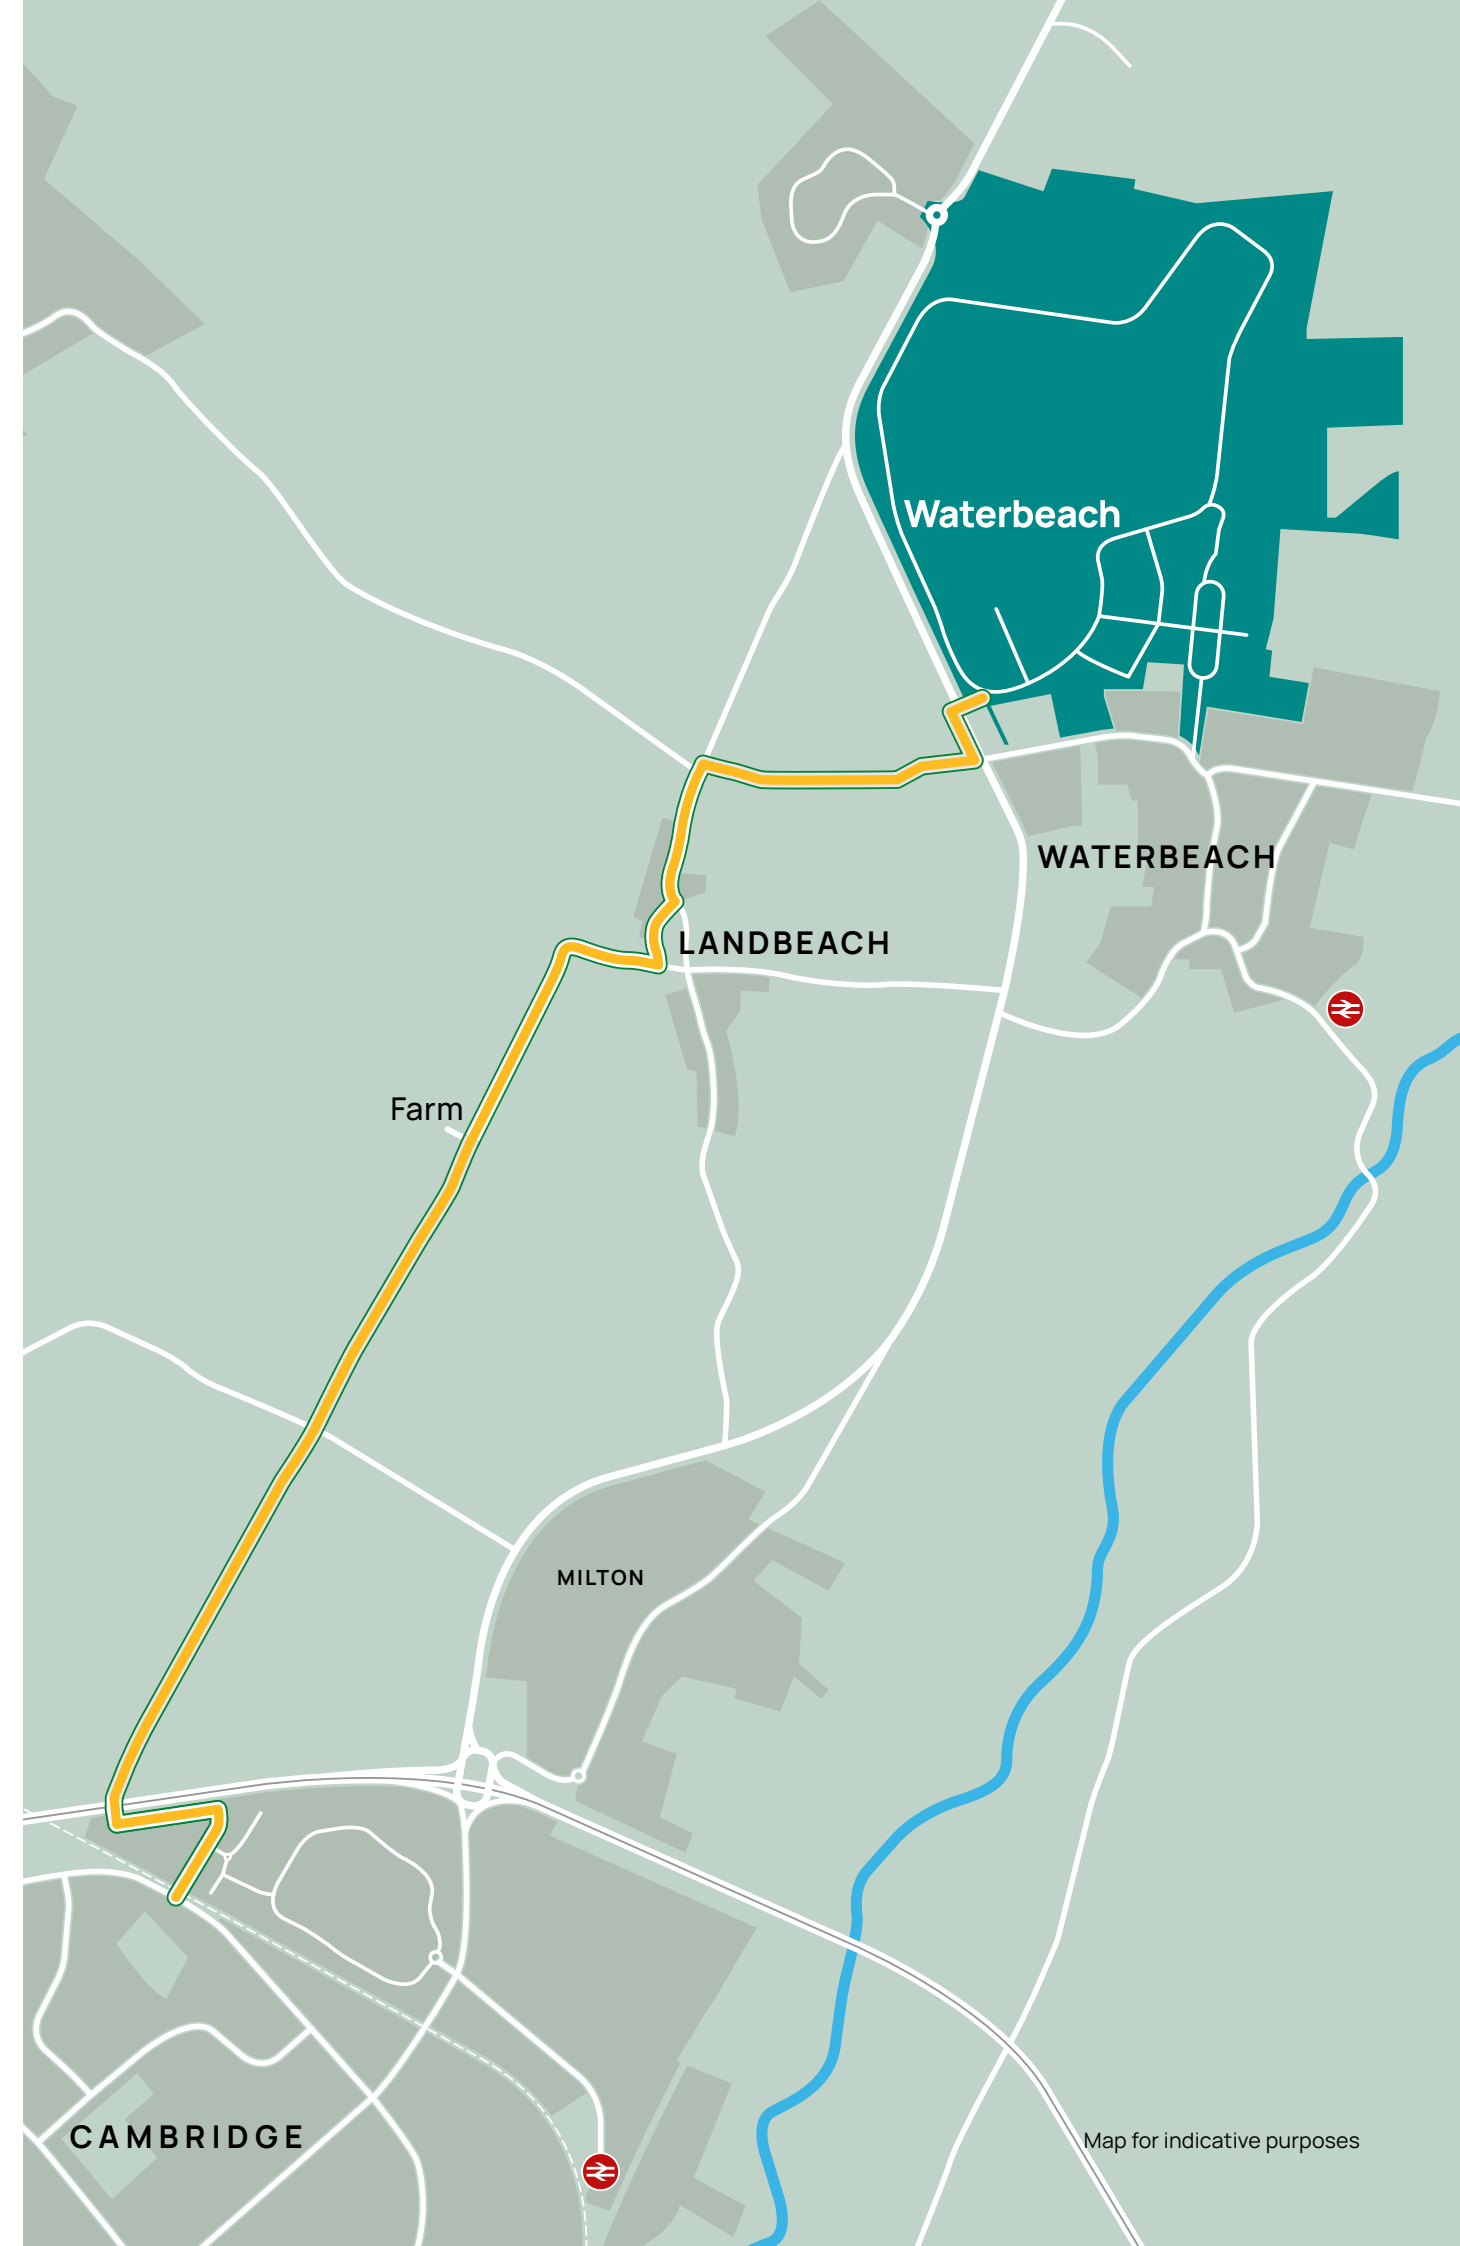 Waterbeach
WATERBEACH
LANDBEACH
Farm
MILTON
CAMBRIDGE
Map for indicative purposes